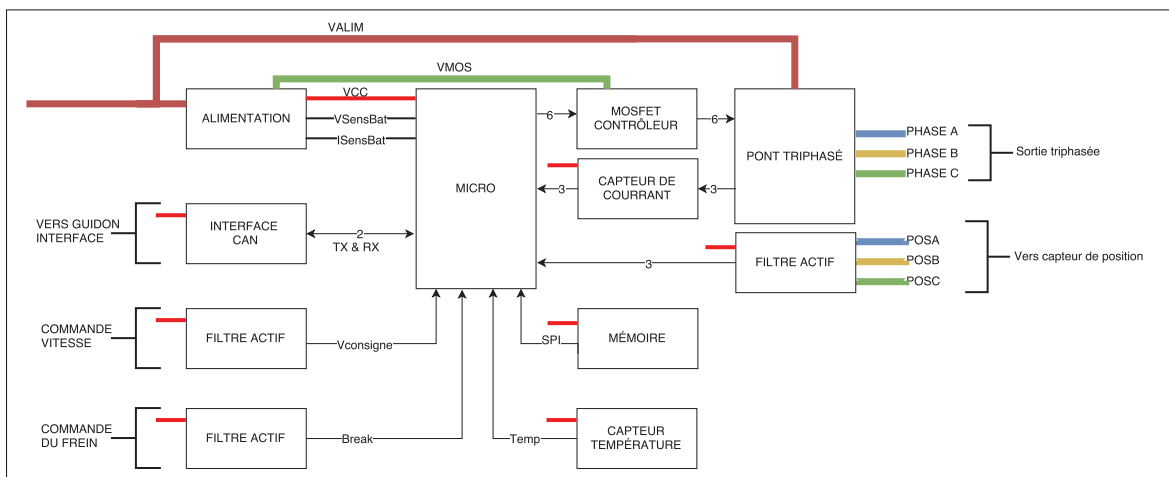 VALIM
VMOS
VCC
ALIMENTATION
VSensBat
ISensBat
MICRO
6
MOSFET
CONTRÔLEUR
6
PONT TRIPHASÉ
PHASE A
PHASE B
PHASE C
Sortie triphasée
3
CAPTEUR DE
COURRANT
3
VERS GUIDON
INTERFACE
INTERFACE
CAN
2
TX & RX
3
FILTRE ACTIF
POSA
POSB
POSC
Vers capteur de position
COMMANDE
VITESSE
FILTRE ACTIF
Vconsigne
SPI
MÉMOIRE
COMMANDE
DU FREIN
FILTRE ACTIF
Break
Temp
CAPTEUR
TEMPÉRATURE